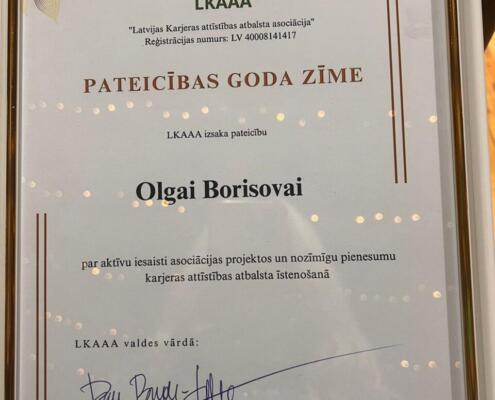 LKAAA
"Latvijas Karjeras attīstības atbalsta asociācija"
Reģistrācijas numurs: LV 40008141417
PATEICĪBAS GODA ZĪME
LKAAA izsaka pateicību
Olgai Borisovai
par aktīvu iesaisti asociācijas projektos un nozīmīgu pienesumu
karjeras attīstības atbalsta īstenošanā
LKAAA valdes vārdā: